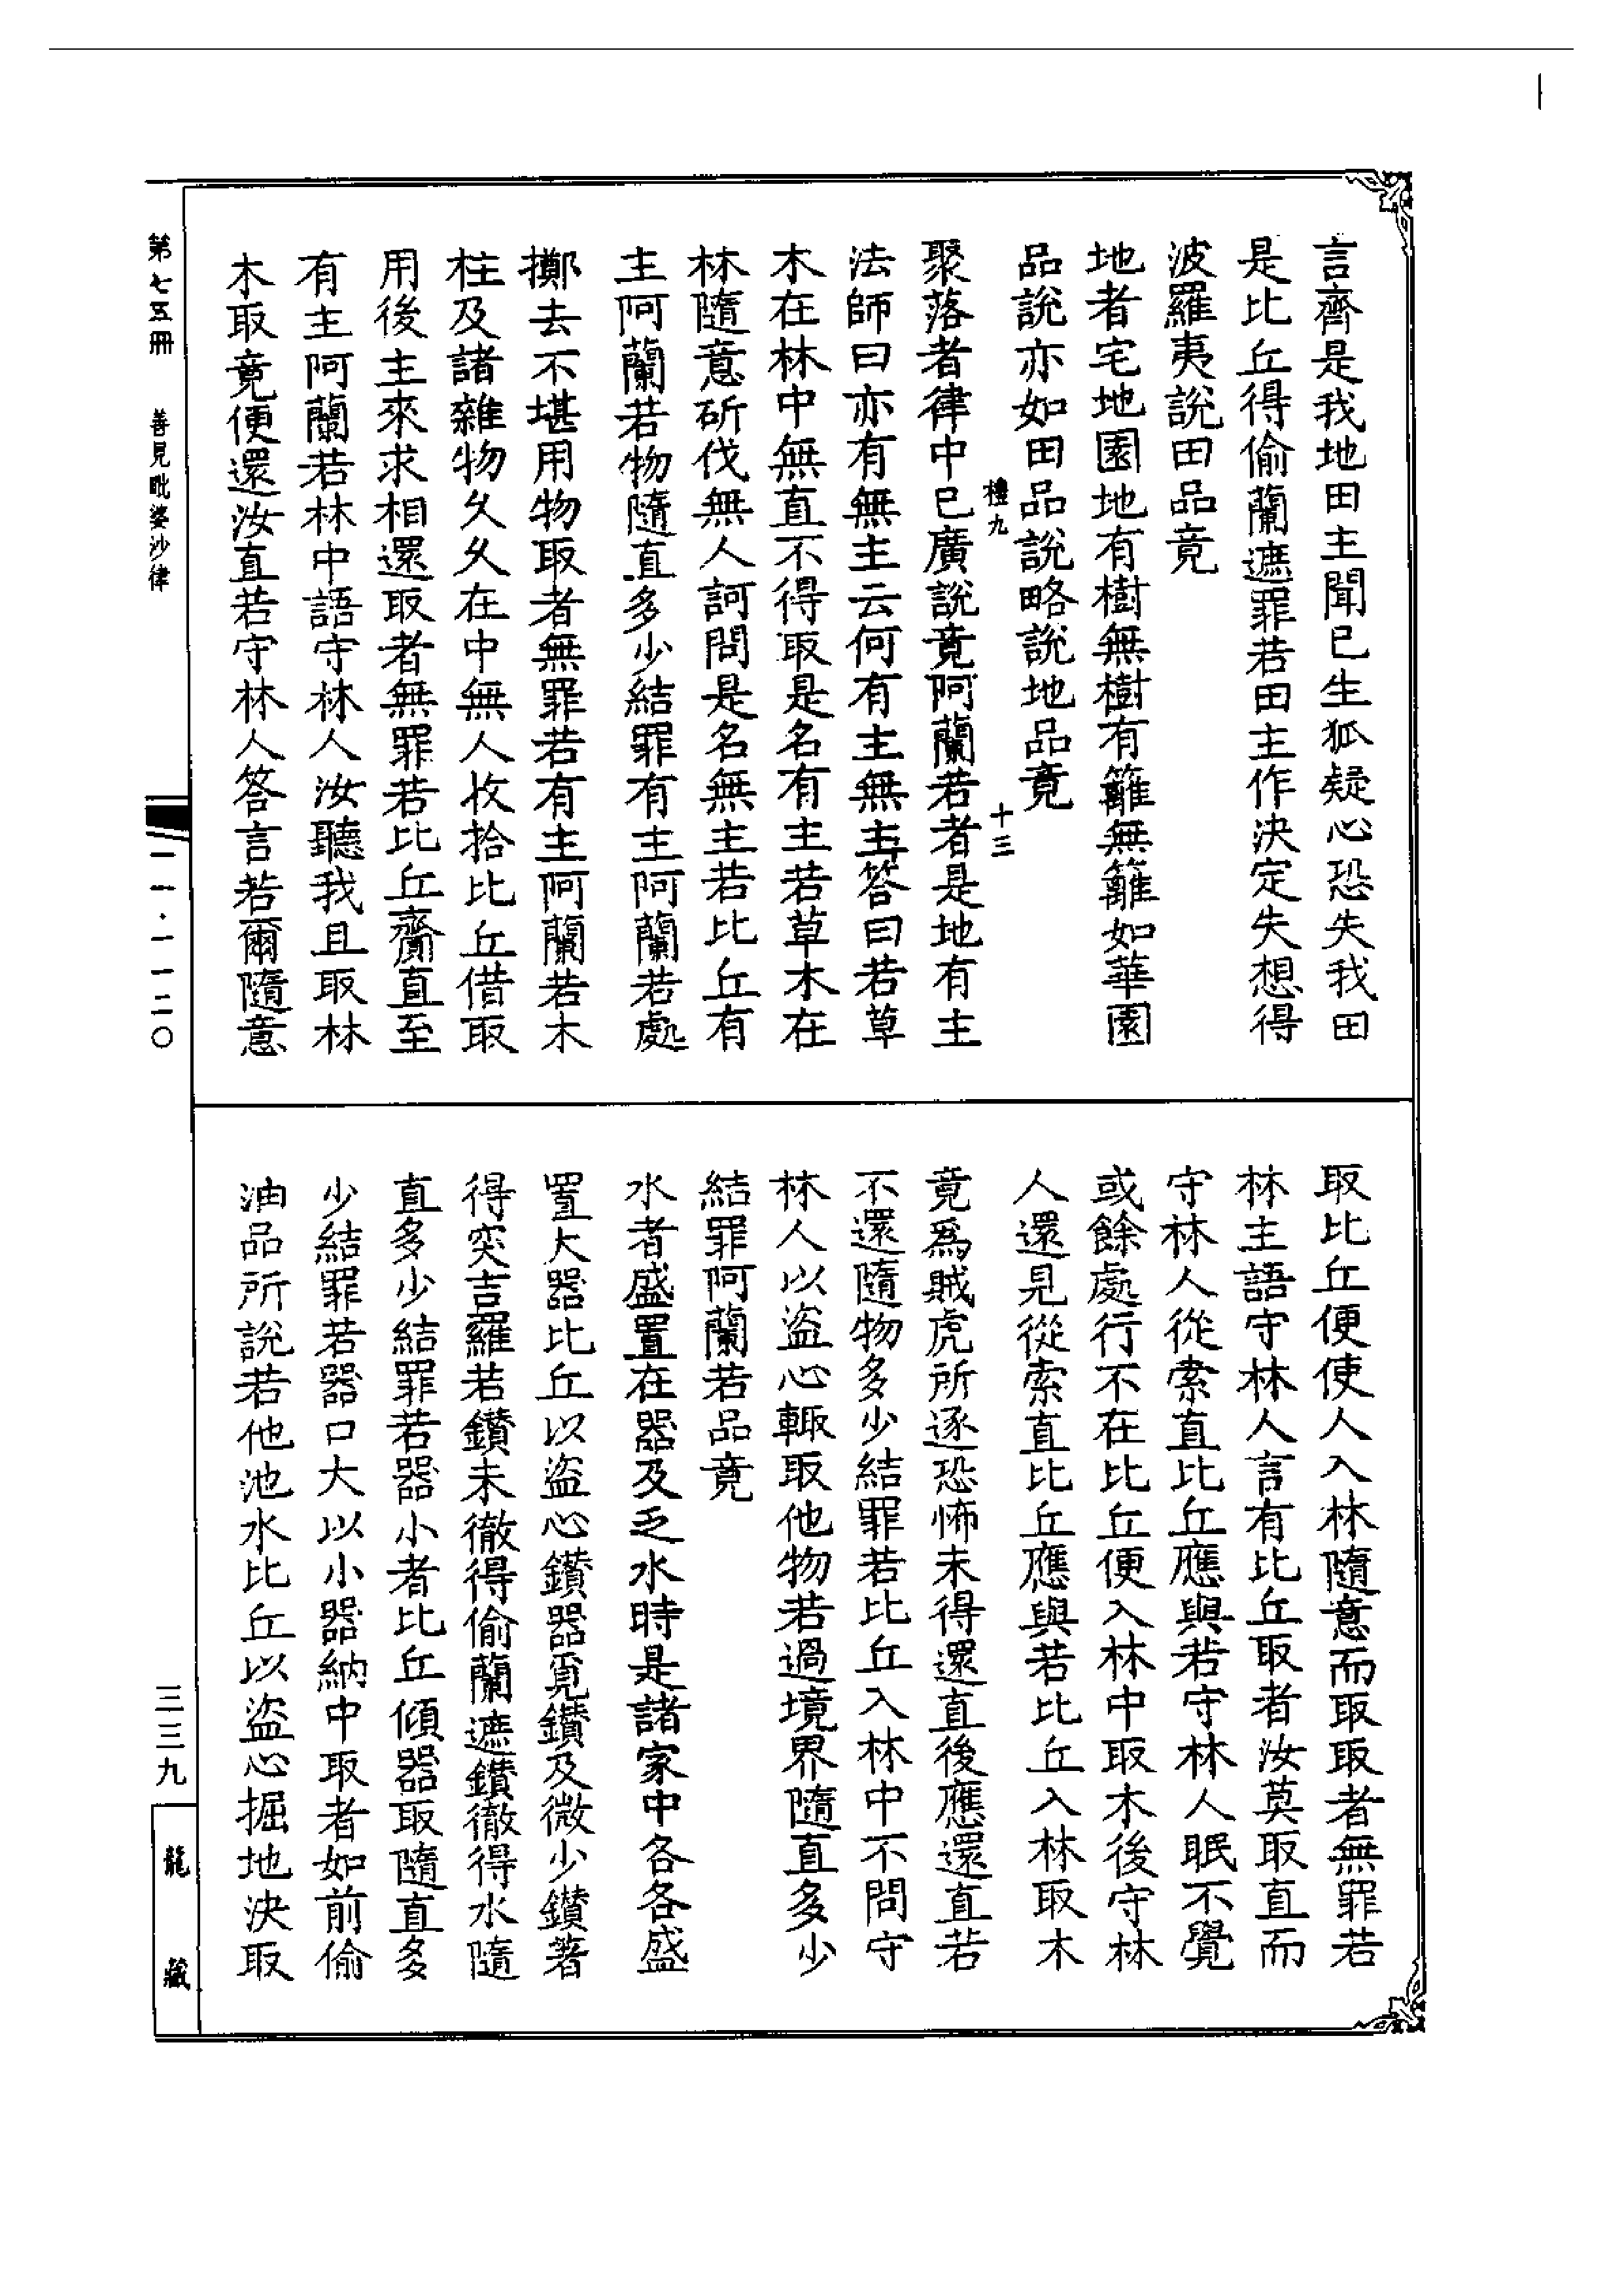 言齊是我地田主聞已生狐疑心恐失我田
是比丘得偷蘭遮罪若田主作決定失想得
波羅夷說田品竟
地者宅地園地有樹無樹有籬無籬如華園
品說亦如田品說略說地品竟
禮九
十三
聚落者律中已廣說竟阿蘭若者是地有主
法師曰亦有無主云何有主無主答曰若草
木在林中無直不得取是名有主若草木在
林隨意斫伐無人訶問是名無主若比丘有
主阿蘭若物隨直多少結罪有主阿蘭若處
擲去不堪用物取者無罪若有主阿蘭若木
柱及諸雜物久久在中無人收拾比丘借取
用後主來求相還取者無罪若比丘齎直至
有主阿蘭若林中語守林人汝聽我且取林
木取竟便還汝直若守林人答言若爾隨意
取比丘便使人入林隨意而取取者無罪若
林主語守林人言有比丘取者汝莫取直而
守林人從索直比丘應與若守林人眠不覺
或餘處行不在比丘便入林中取木後守林
人還見從索直比丘應與若比丘入林取木
竟為賊虎所逐恐怖未得還直後應還直若
不還隨物多少結罪若比丘入林中不問守
林人以盜心輙取他物若過境界隨直多少
結罪阿蘭若品竟
水者盛置在器及乏水時是諸家中各各盛
置大器比丘以盜心鑽器覓鑽及微少鑽著
得突吉羅若鑽未徹得偷蘭遮鑽徹得水隨
直多少結罪若器小者比丘傾器取隨直多
少結罪若器口大以小器納中取者如前偷
油品所說若他池水比丘以盜心掘地決取
第七五冊
善見毗婆沙律
一一·一一二〇
三三九
龍藏